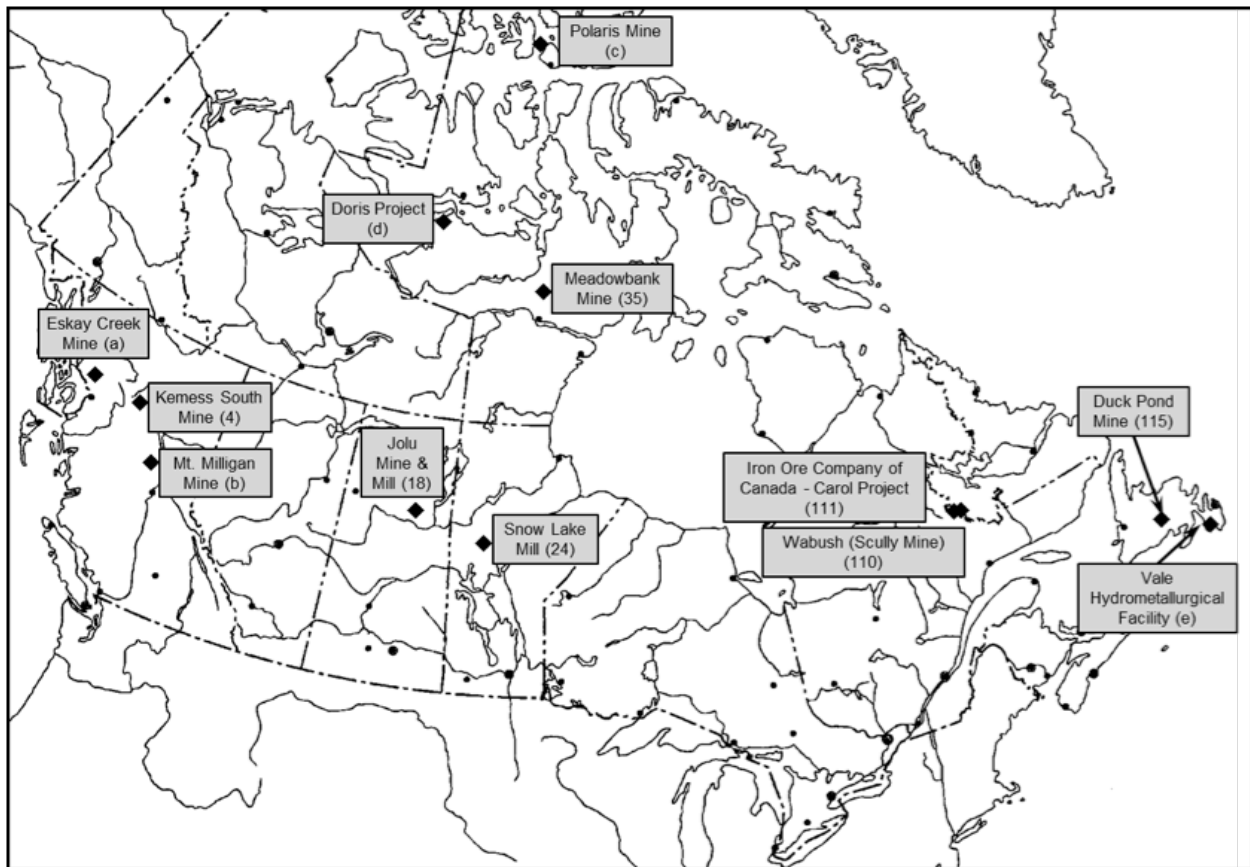 Polaris Mine
(c)
Doris Project
(d)
Meadowbank
Mine (35)
Eskay Creek
Mine (a)
Kemess South
Mine (4)
Mt. Milligan
Mine (b)
Jolu
Mine &
Mill (18)
Snow Lake
Mill (24)
Iron Ore Company of
Canada - Carol Project
(111)
Wabush (Scully Mine)
(110)
Duck Pond
Mine (115)
Vale
Hydrometallurgical
Facility (e)